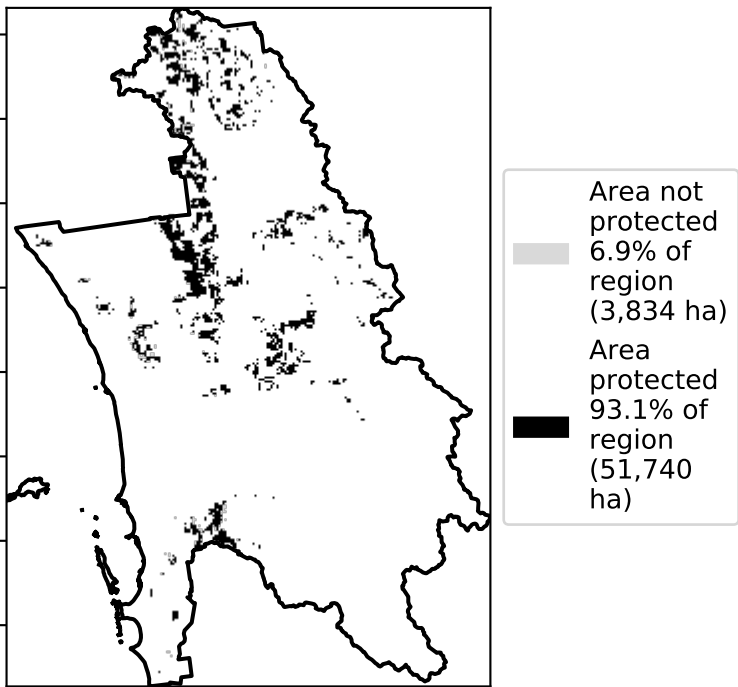 Area not
protected
6.9% of
region
(3,834 ha)
Area
protected
93.1% of
region
(51,740
ha)